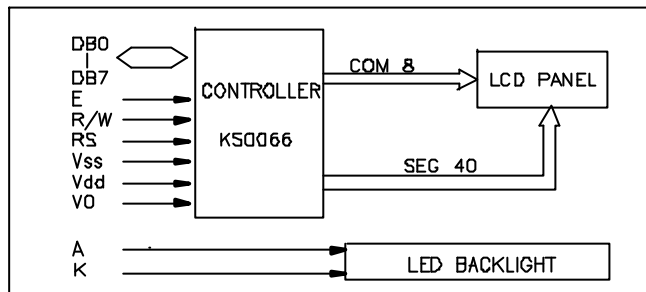 DB0
|
DB7
E
R/W
RS
Vss
Vdd
V0
CONTROLLER
KS0066
COM 8
SEG 40
LCD PANEL
A
K
LED BACKLIGHT